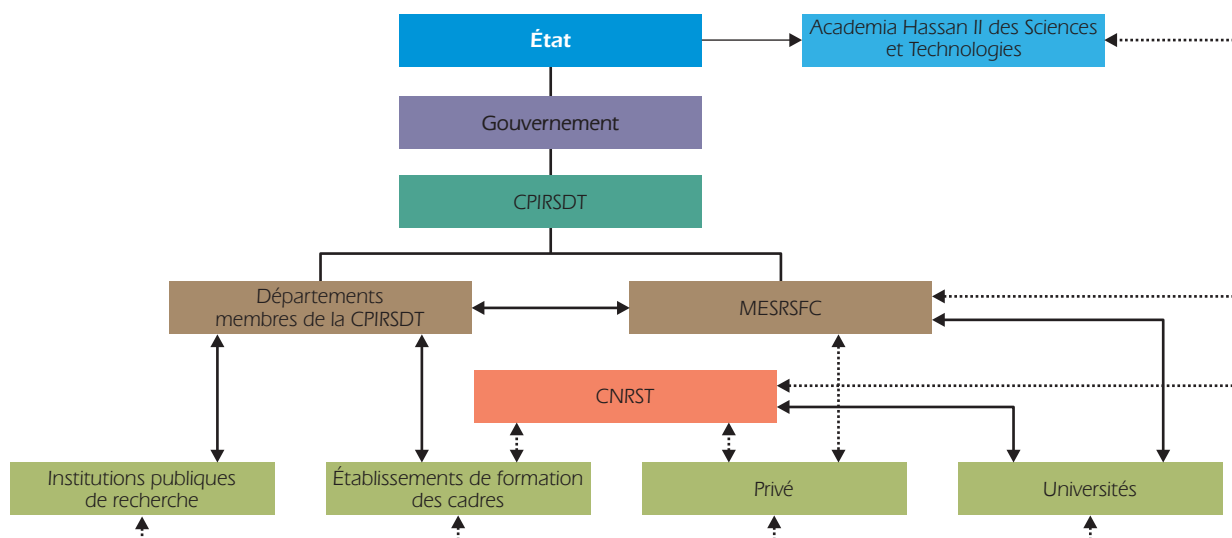 État
Academia Hassan II des Sciences
et Technologies
Gouvernement
CPIRSDT
Départements
membres de la CPIRSDT
MESRSFC
CNRST
Institutions publiques
de recherche
Établissements de formation
des cadres
Privé
Universités